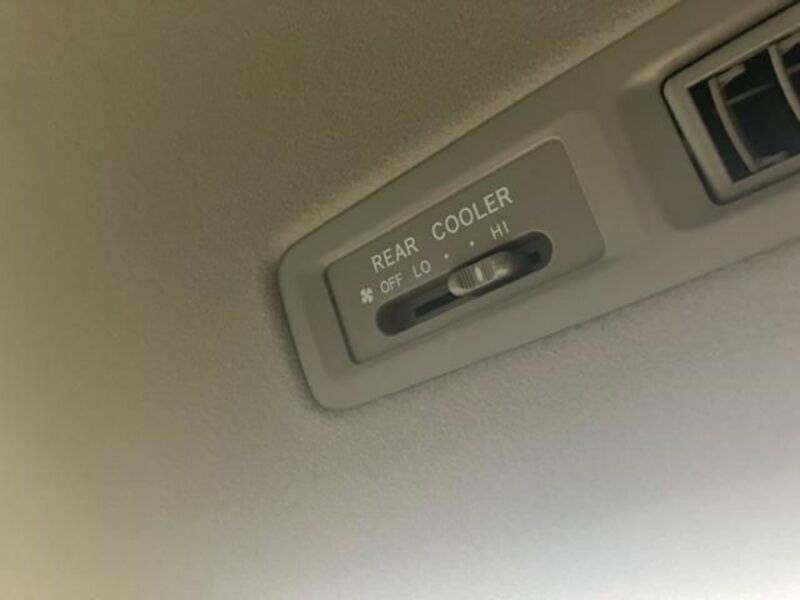 REAR COOLER
OFF LO • • HI